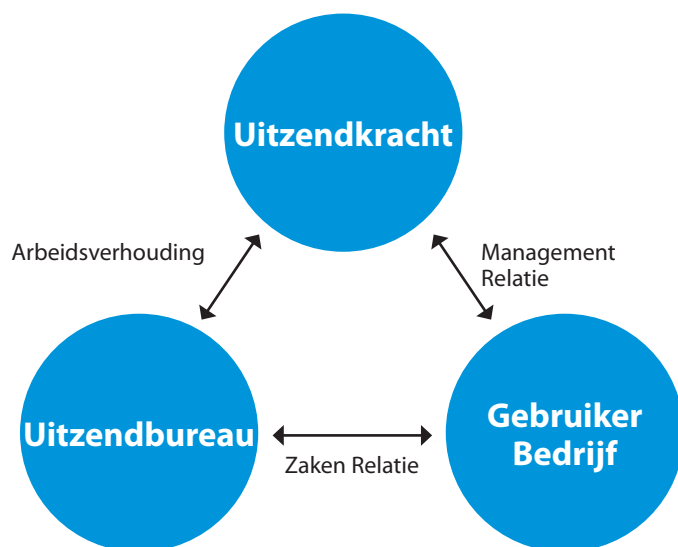 Uitzendkracht
Arbeidsverhouding
Management
Relatie
Uitzendbureau
Gebruiker
Bedrijf
Zaken Relatie